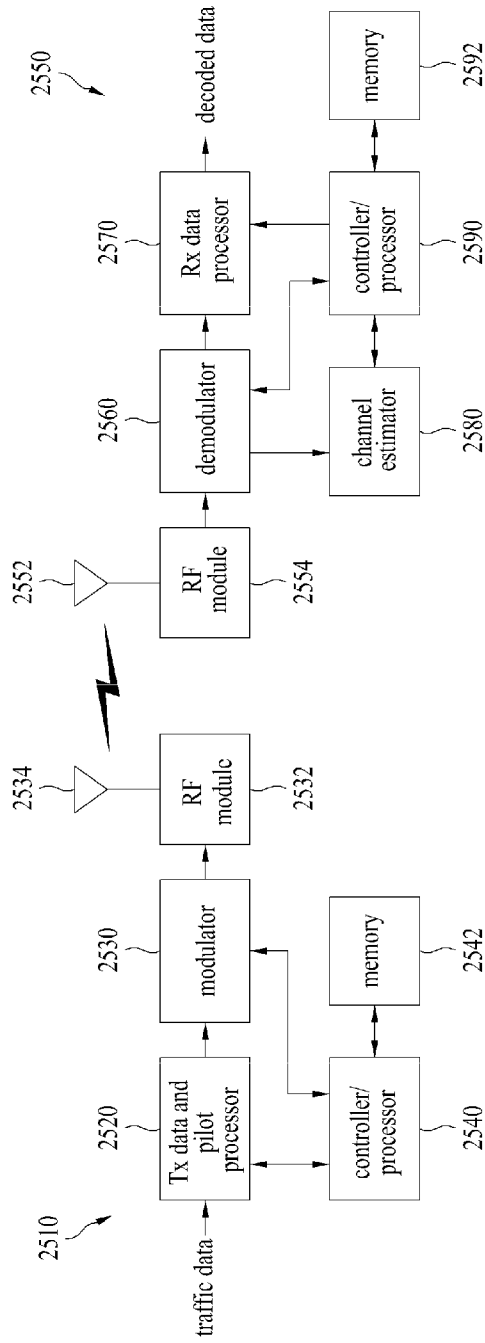 2510
traffic data
2520
Tx data and
pilot
processor
2530
modulator
2534
RF
module
2532
controller/
processor
2540
memory
2542
2550
2552
RF
module
2554
2560
demodulator
2570
Rx data
processor
decoded data
channel
estimator
2580
controller/
processor
2590
memory
2592